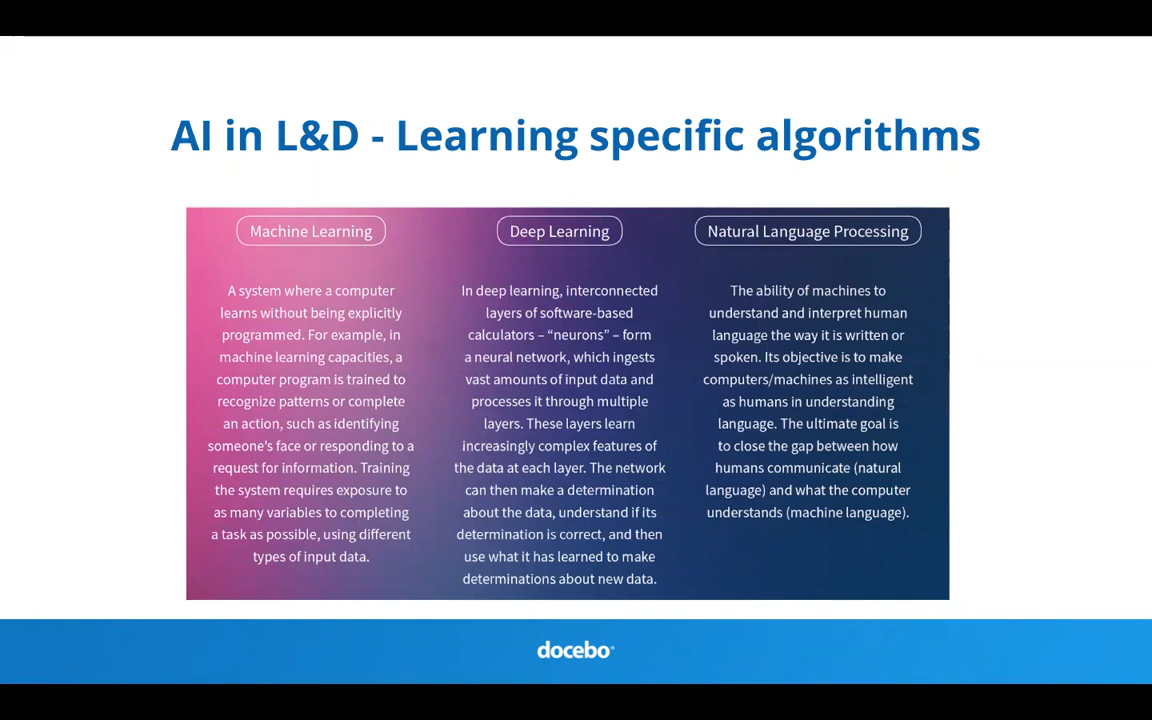 AI in L&D - Learning specific algorithms
Machine Learning
A system where a computer
learns without being explicitly
programmed. For example, in
machine learning capacities, a
computer program is trained to
recognize patterns or complete
an action, such as identifying
someone's face or responding to a
request for information. Training
the system requires exposure to
as many variables to completing
a task as possible, using different
types of input data.
Deep Learning
In deep learning, interconnected
layers of software-based
calculators – “neurons” – form
a neural network, which ingests
vast amounts of input data and
processes it through multiple
layers. These layers learn
increasingly complex features of
the data at each layer. The network
can then make a determination
about the data, understand if its
determination is correct, and then
use what it has learned to make
determinations about new data.
Natural Language Processing
The ability of machines to
understand and interpret human
language the way it is written or
spoken. Its objective is to make
computers/machines as intelligent
as humans in understanding
language. The ultimate goal is
to close the gap between how
humans communicate (natural
language) and what the computer
understands (machine language).
docebo